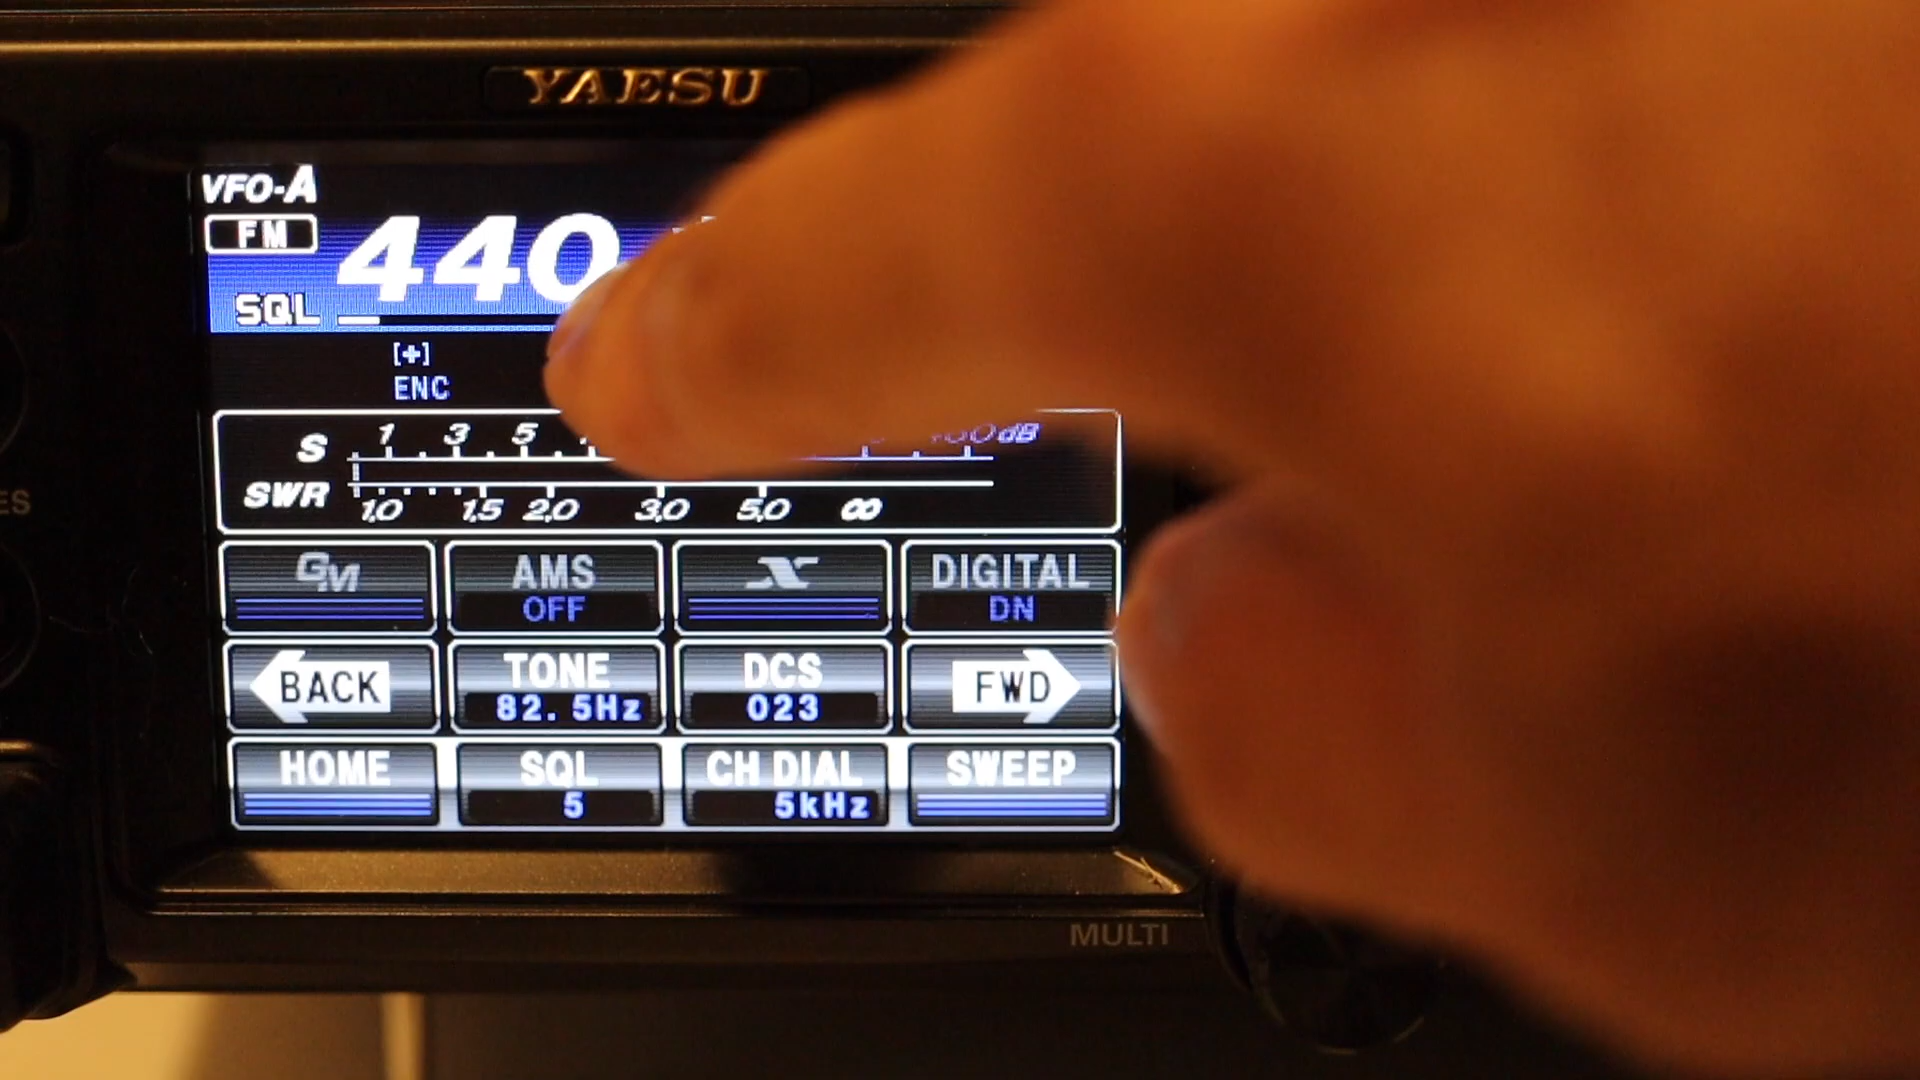 YAESU
VFO-A
FM
440
SQL
[+]
ENC
S 1 3 5 dB
SWR 1.0 1.5 2.0 3.0 5.0 ∞
GM AMS X DIGITAL
OFF DN
BACK TONE DCS FWD
82.5Hz 023
HOME SQL CH DIAL SWEEP
5 5kHz
ES
MULTI